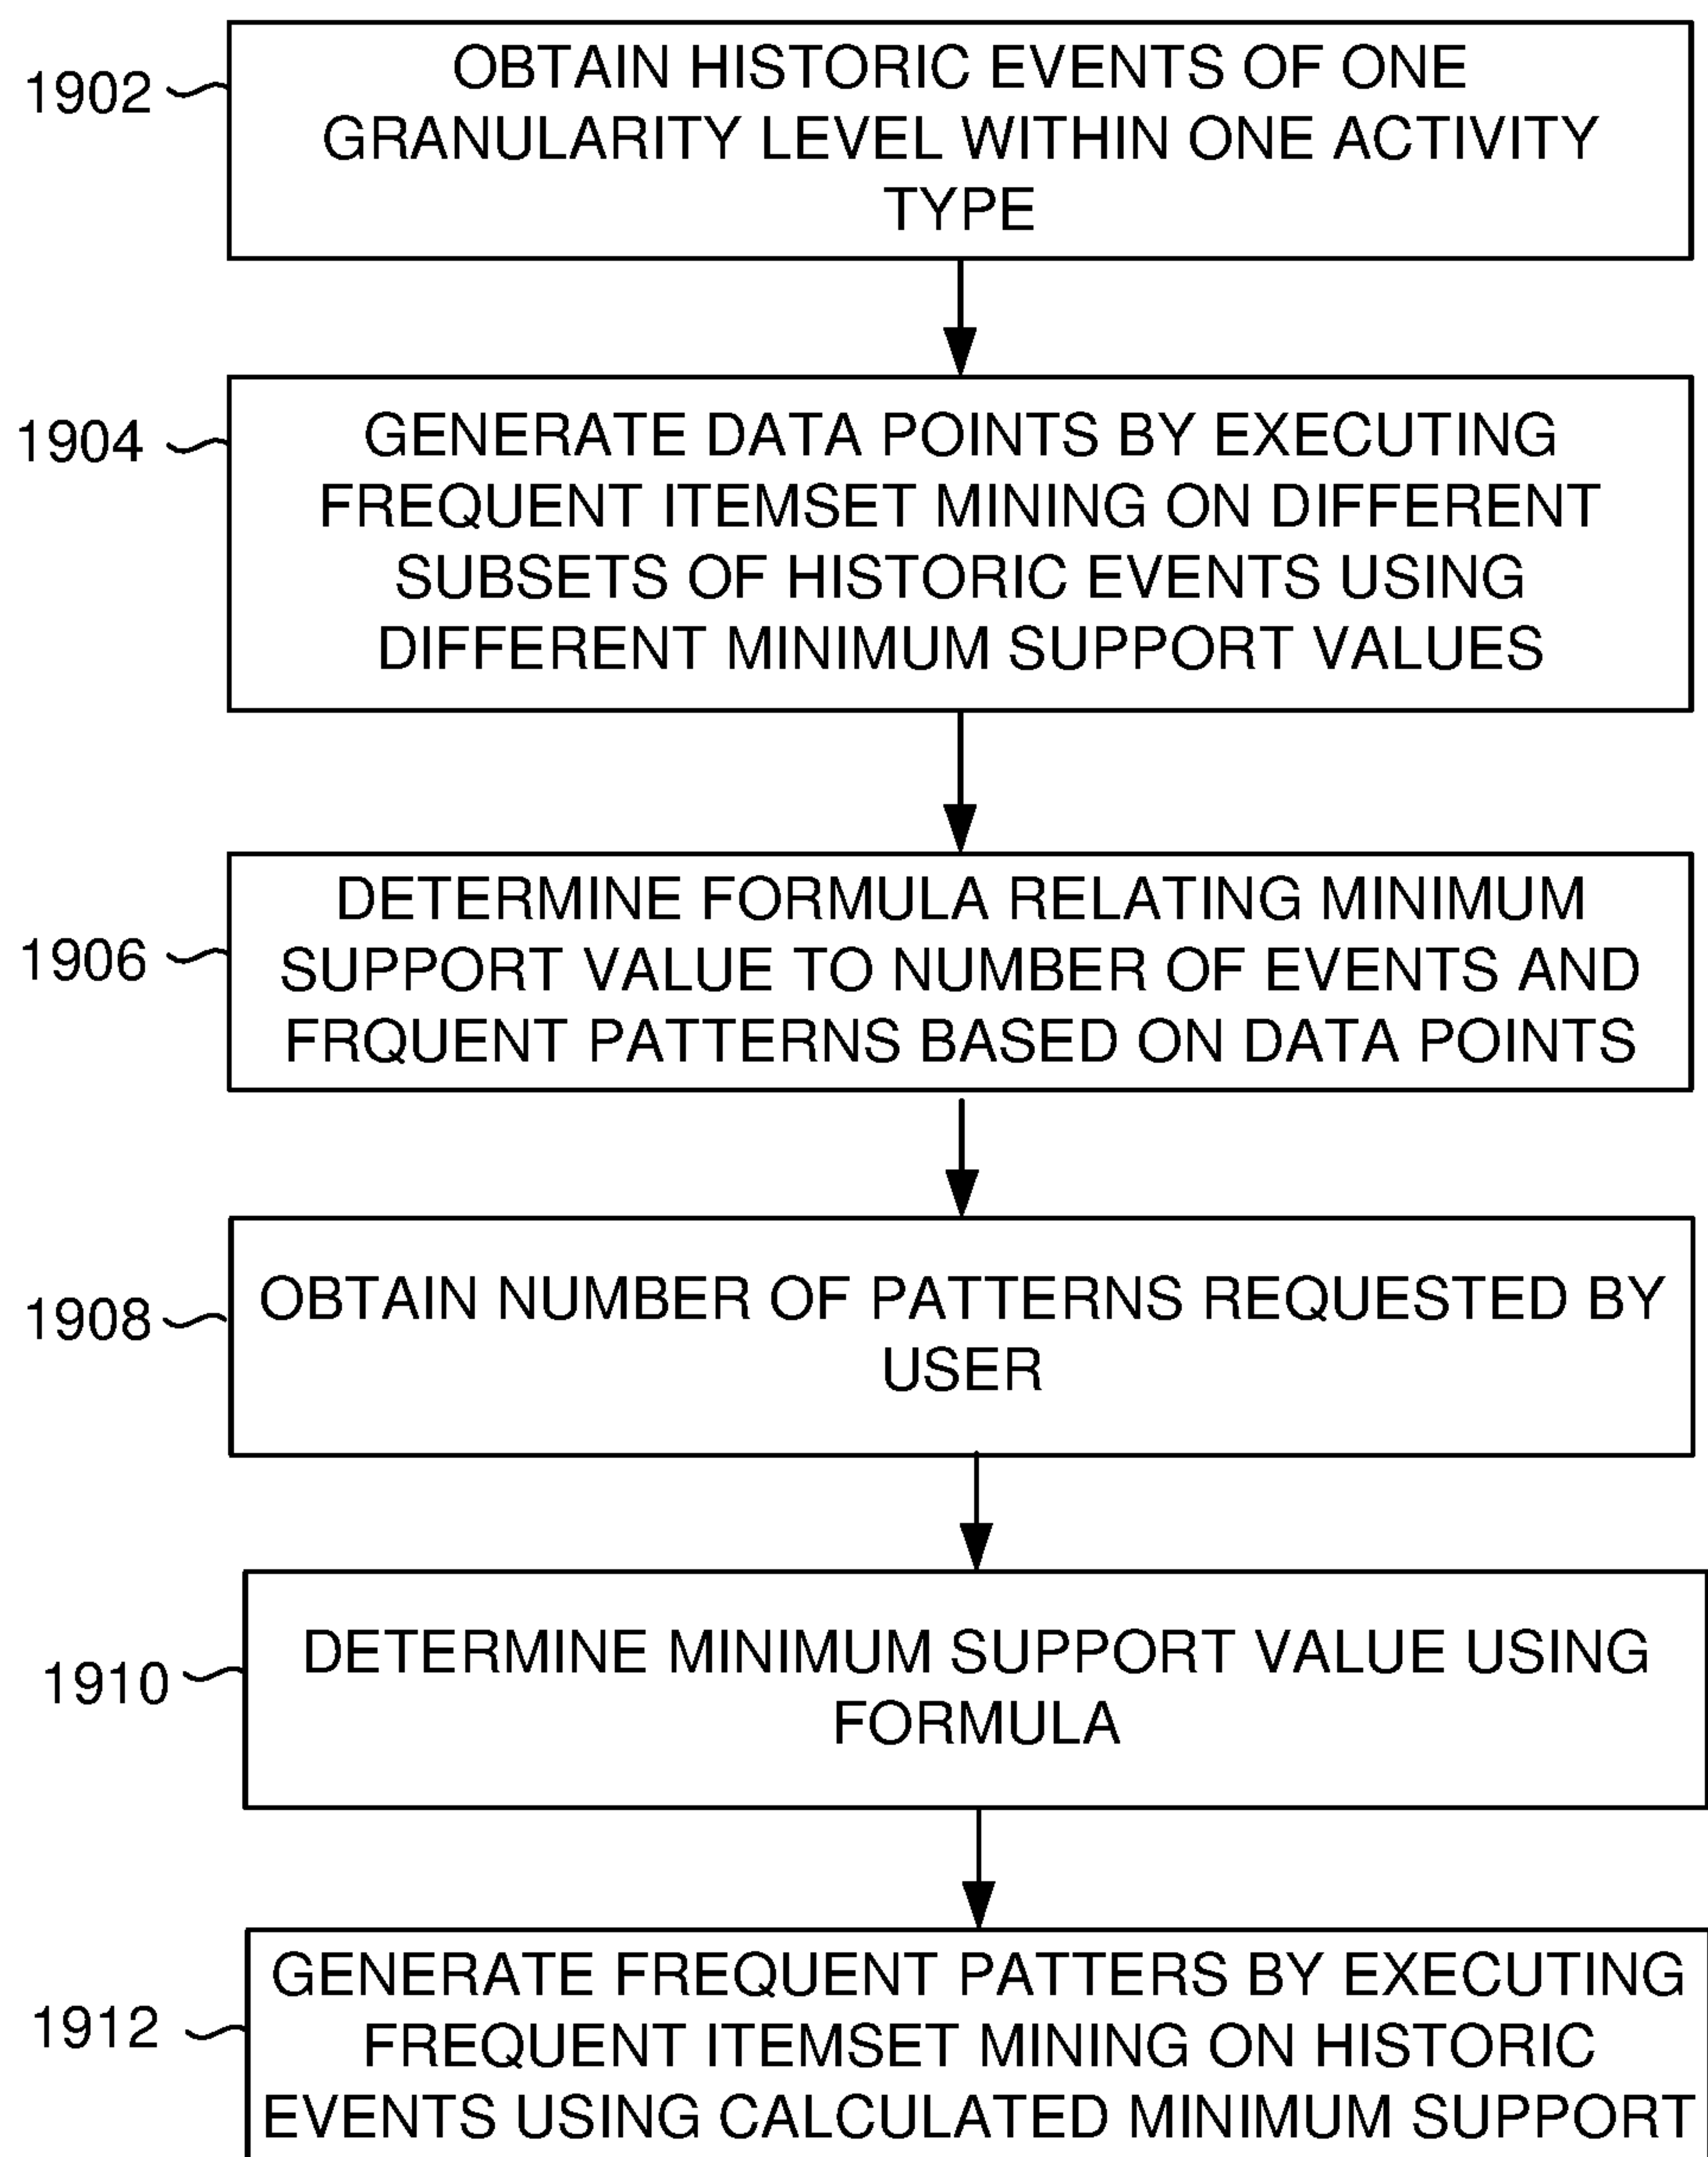 1902
OBTAIN HISTORIC EVENTS OF ONE
GRANULARITY LEVEL WITHIN ONE ACTIVITY
TYPE
1904
GENERATE DATA POINTS BY EXECUTING
FREQUENT ITEMSET MINING ON DIFFERENT
SUBSETS OF HISTORIC EVENTS USING
DIFFERENT MINIMUM SUPPORT VALUES
1906
DETERMINE FORMULA RELATING MINIMUM
SUPPORT VALUE TO NUMBER OF EVENTS AND
FRQUENT PATTERNS BASED ON DATA POINTS
1908
OBTAIN NUMBER OF PATTERNS REQUESTED BY
USER
1910
DETERMINE MINIMUM SUPPORT VALUE USING
FORMULA
1912
GENERATE FREQUENT PATTERS BY EXECUTING
FREQUENT ITEMSET MINING ON HISTORIC
EVENTS USING CALCULATED MINIMUM SUPPORT